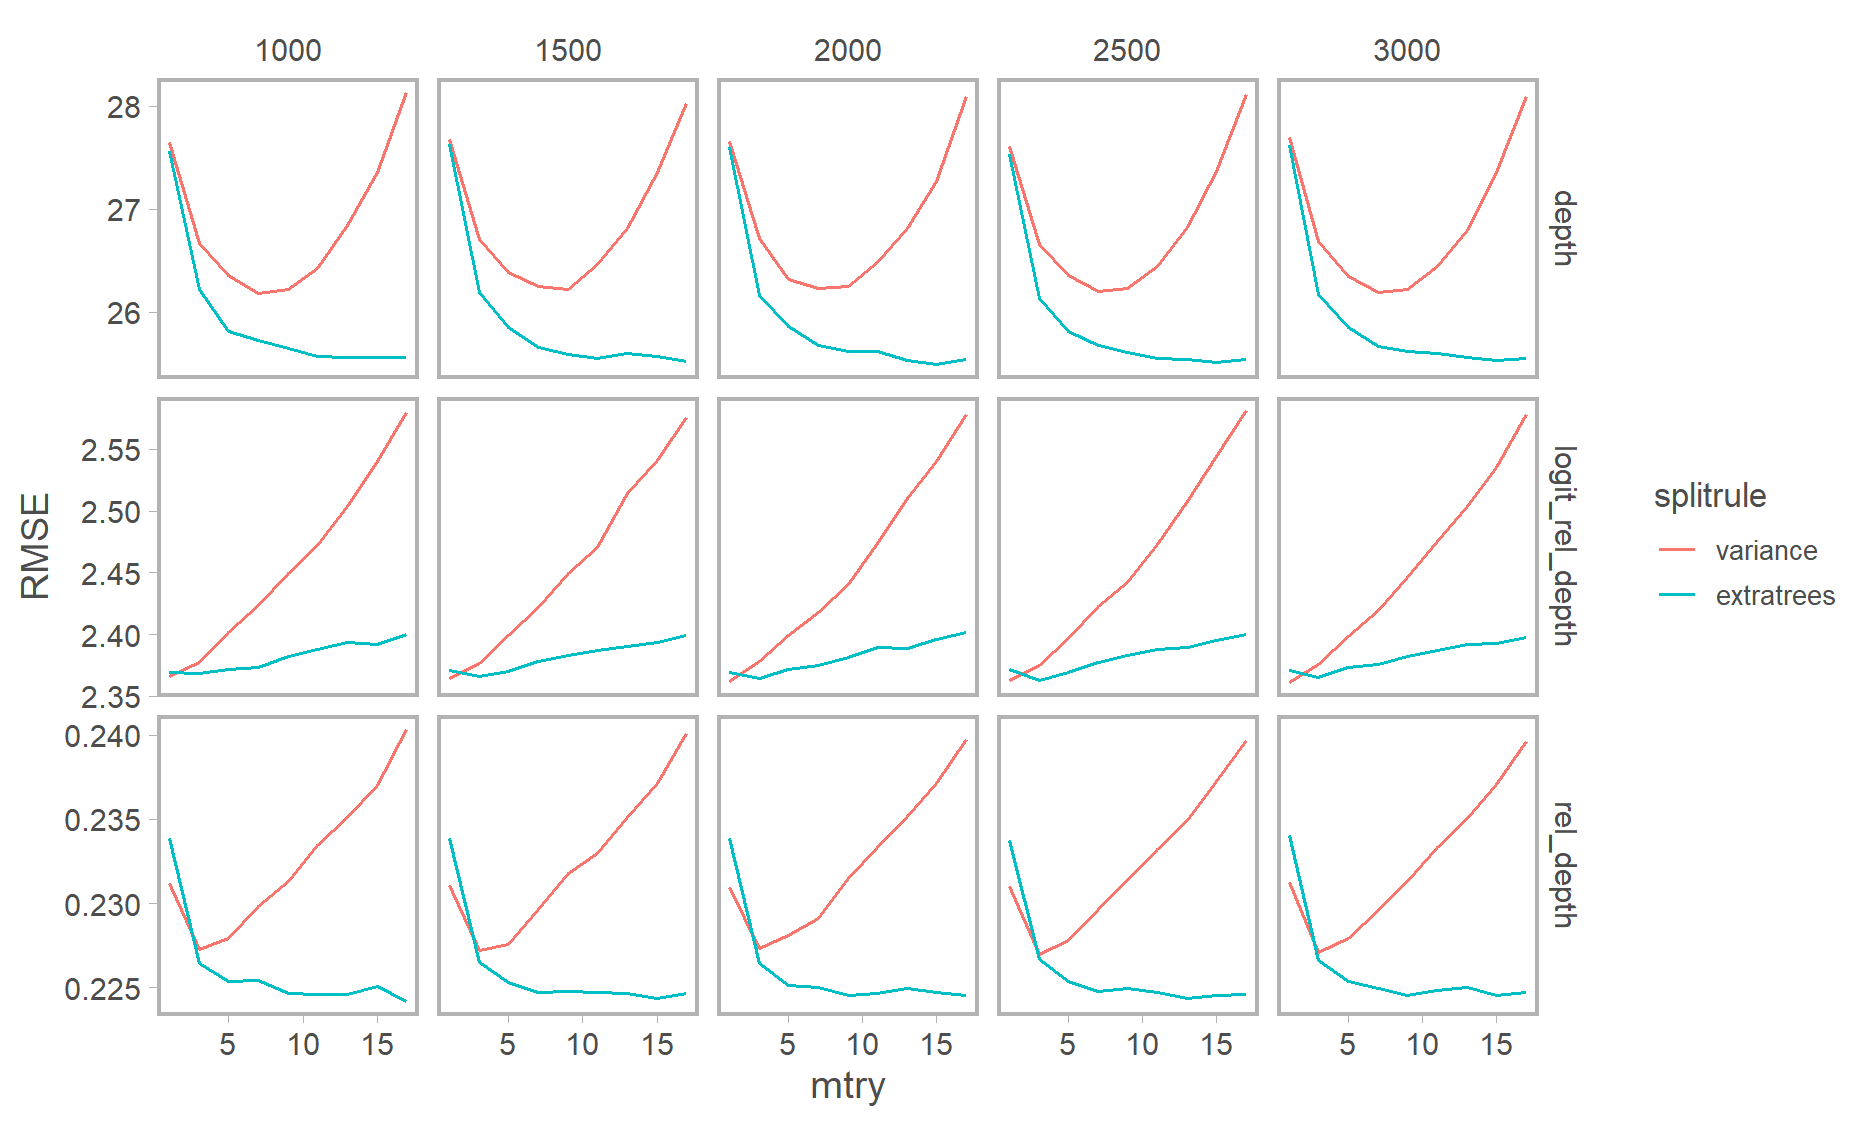 1000 1500 2000 2500 3000
28
27
26
depth
2.55
2.50
2.45
2.40
2.35
logit_rel_depth
0.240
0.235
0.230
0.225
rel_depth
RMSE
5 10 15 5 10 15 5 10 15 5 10 15 5 10 15
mtry
splitrule
variance
extratrees